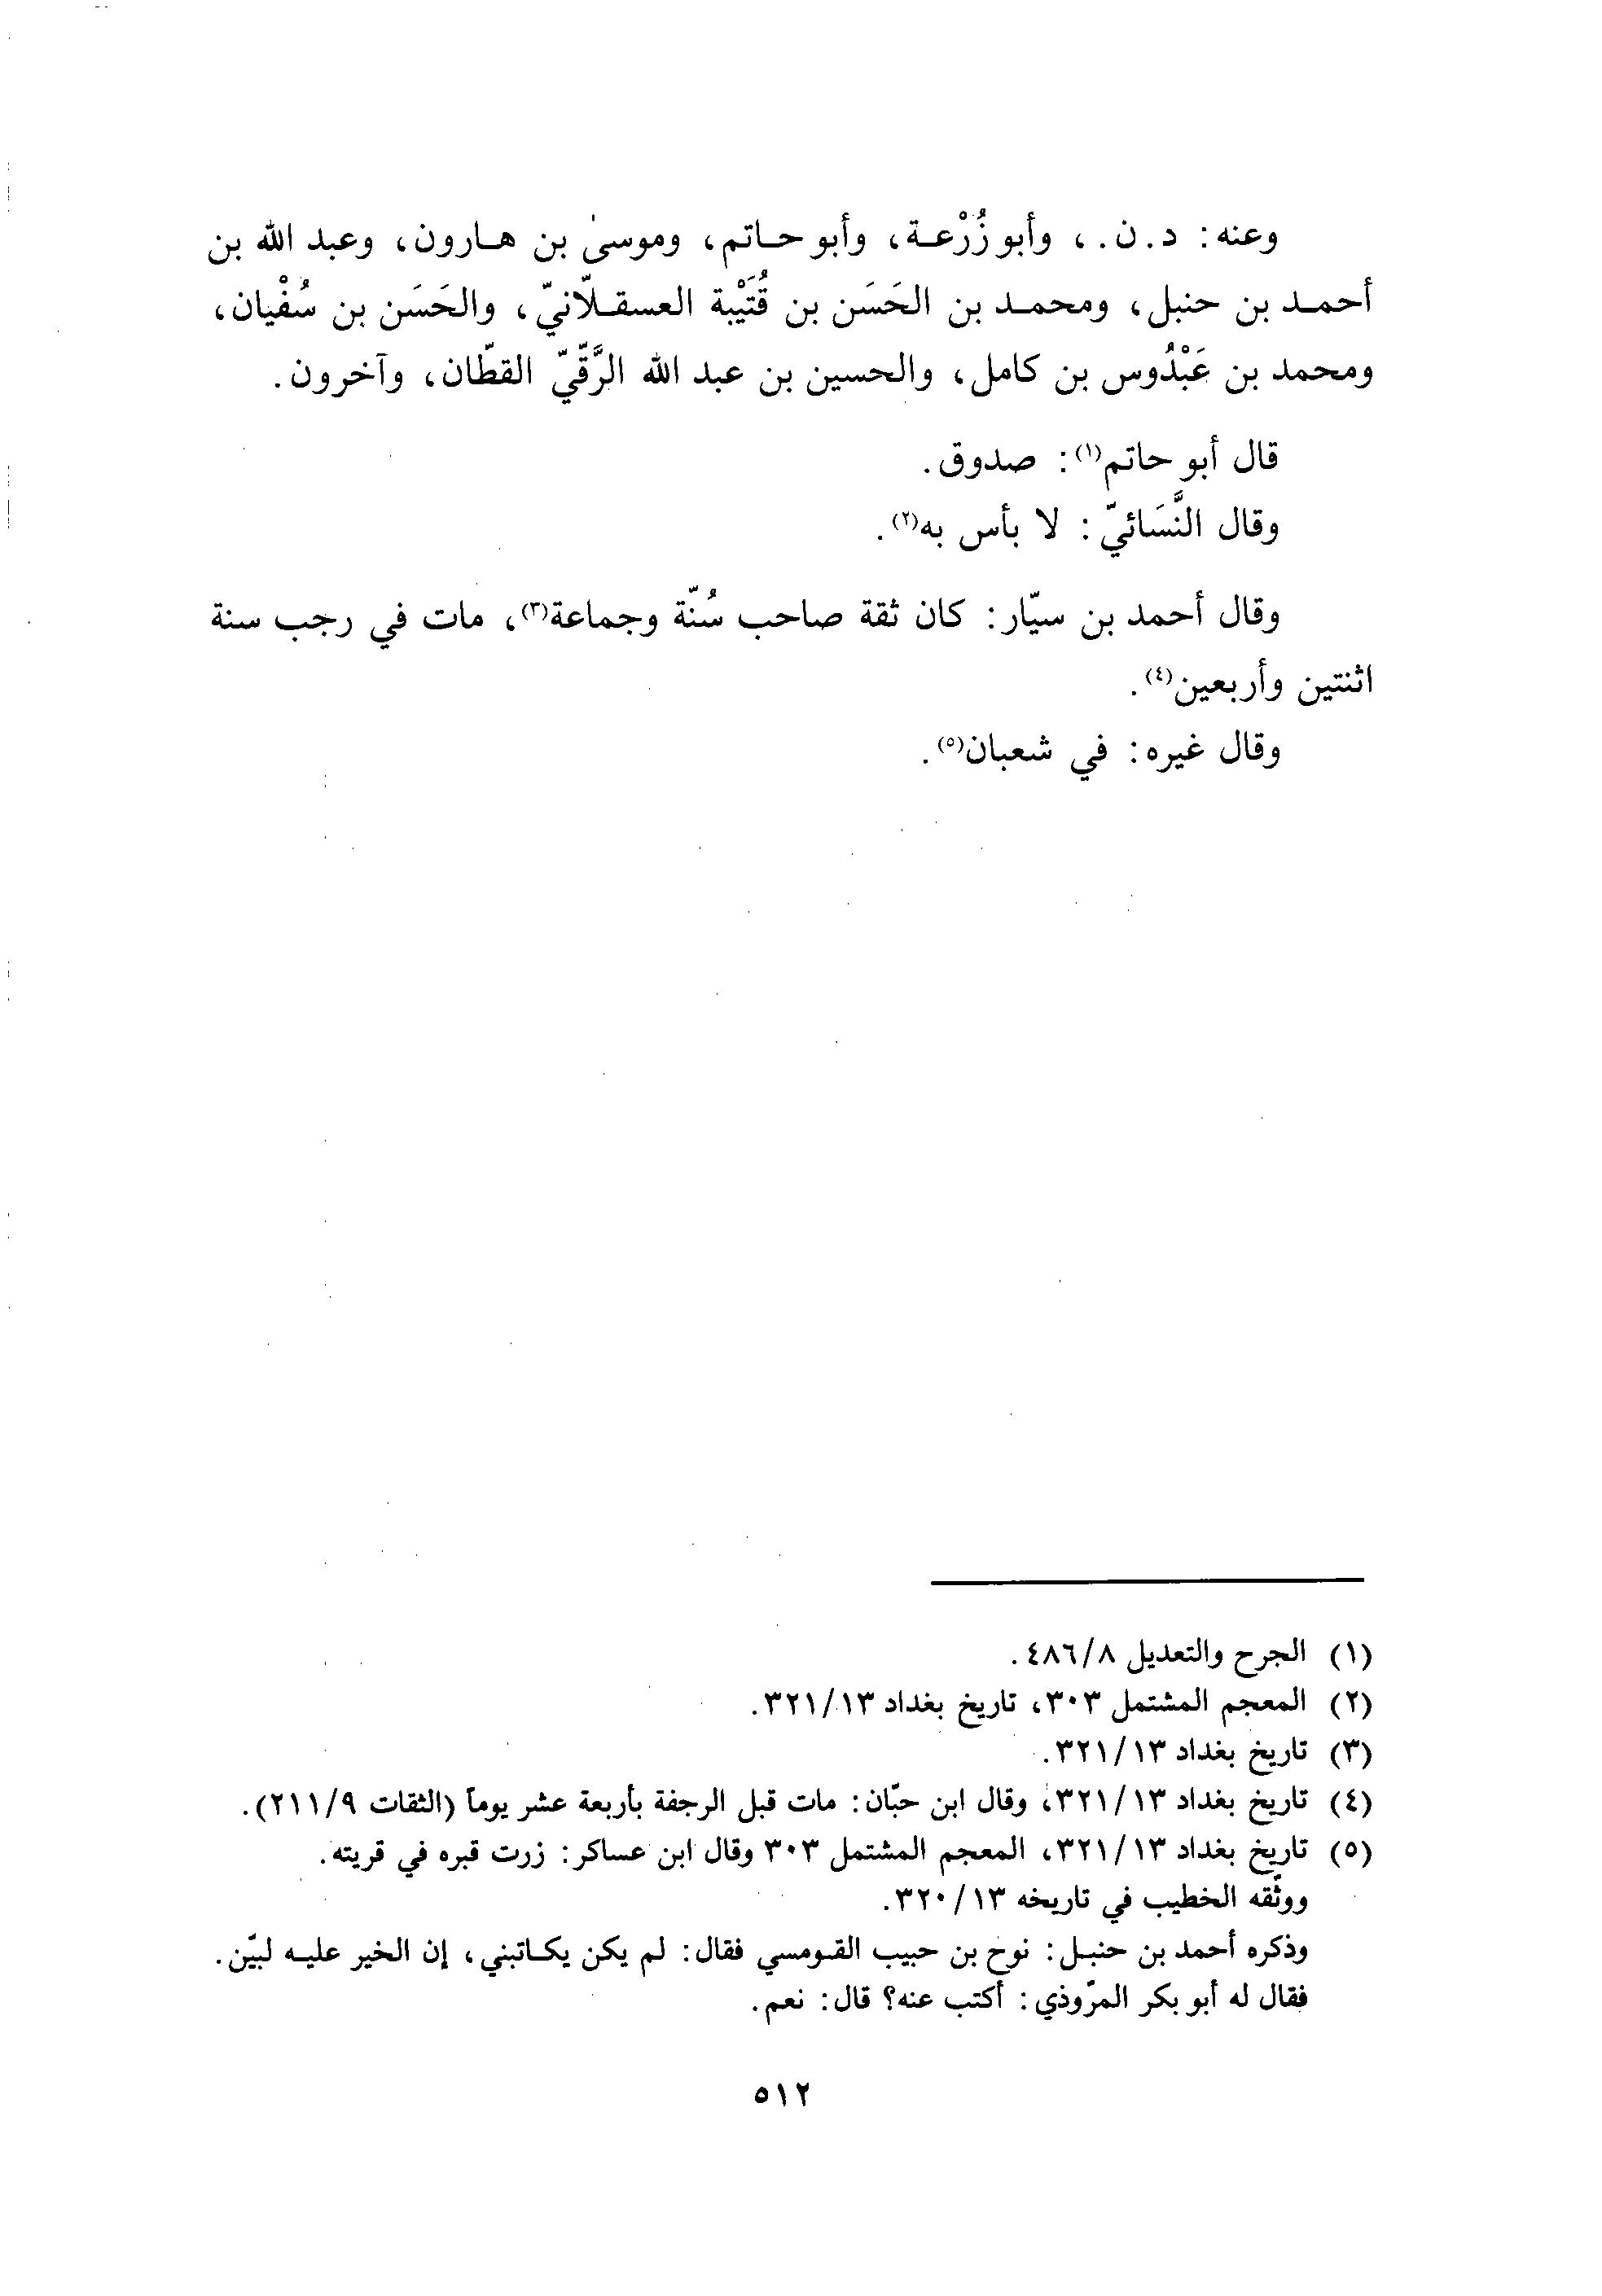 وعنه: د. ن.، وأبو زُرْعة، وأبو حاتم، وموسىٰ بن هارون، وعبد الله بن
أحمد بن حنبل، ومحمد بن الحَسَن بن قُتَيْبة العسقلّانيّ، والحَسَن بن سُفْيان،
ومحمد بن عَبْدُوس بن كامل، والحسين بن عبد الله الرَّقّيّ القطّان، وآخرون.
قال أبو حاتم(١): صدوق.
وقال النَّسَائيّ: لا بأس به(٢).
وقال أحمد بن سيّار: كان ثقة صاحب سُنّة وجماعة(٣)، مات في رجب سنة
اثنتين وأربعين(٤).
وقال غيره: في شعبان(٥).
(١) الجرح والتعديل ٤٨٦/٨.
(٢) المعجم المشتمل ٣٠٣، تاريخ بغداد ٣٢١/١٣.
(٣) تاريخ بغداد ٣٢١/١٣.
(٤) تاريخ بغداد ٣٢١/١٣، وقال ابن حبّان: مات قبل الرجفة بأربعة عشر يوماً (الثقات ٢١١/٩).
(٥) تاريخ بغداد ٣٢١/١٣، المعجم المشتمل ٣٠٣ وقال ابن عساكر: زرت قبره في قريته.
ووثّقه الخطيب في تاريخه ٣٢٠/١٣.
وذكره أحمد بن حنبل: نوح بن حبيب القومسي فقال: لم يكن يكاتبني، إن الخير عليه لبيّن.
فقال له أبو بكر المرّوذي: أكتب عنه؟ قال: نعم.
٥١٢